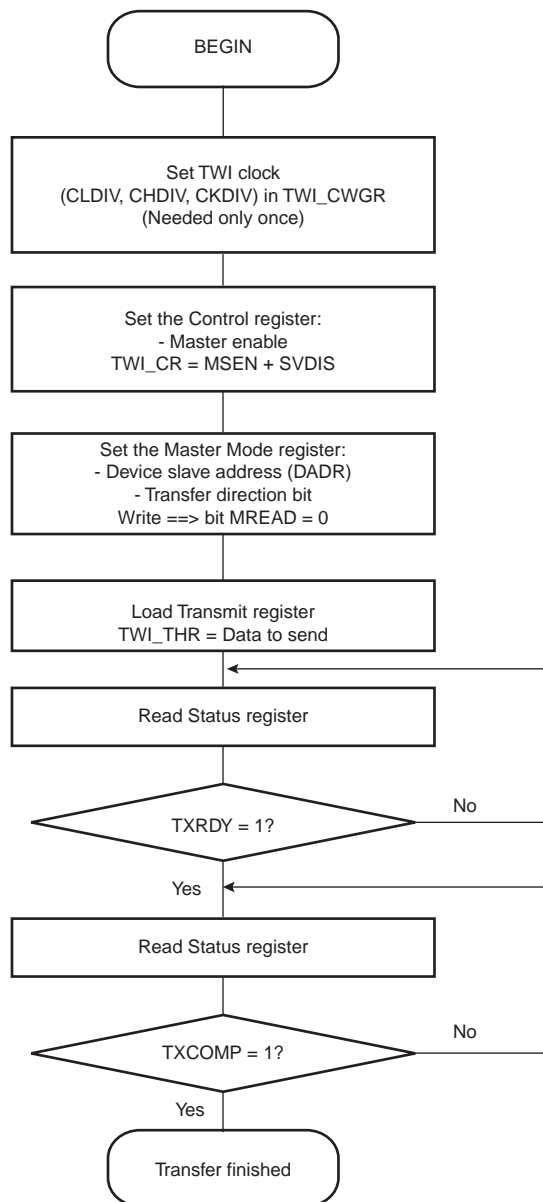 BEGIN
Set TWI clock
(CLDIV, CHDIV, CKDIV) in TWI_CWGR
(Needed only once)
Set the Control register:
- Master enable
TWI_CR = MSEN + SVDIS
Set the Master Mode register:
- Device slave address (DADR)
- Transfer direction bit
Write ==> bit MREAD = 0
Load Transmit register
TWI_THR = Data to send
Read Status register
TXRDY = 1?
No
Yes
Read Status register
TXCOMP = 1?
No
Yes
Transfer finished